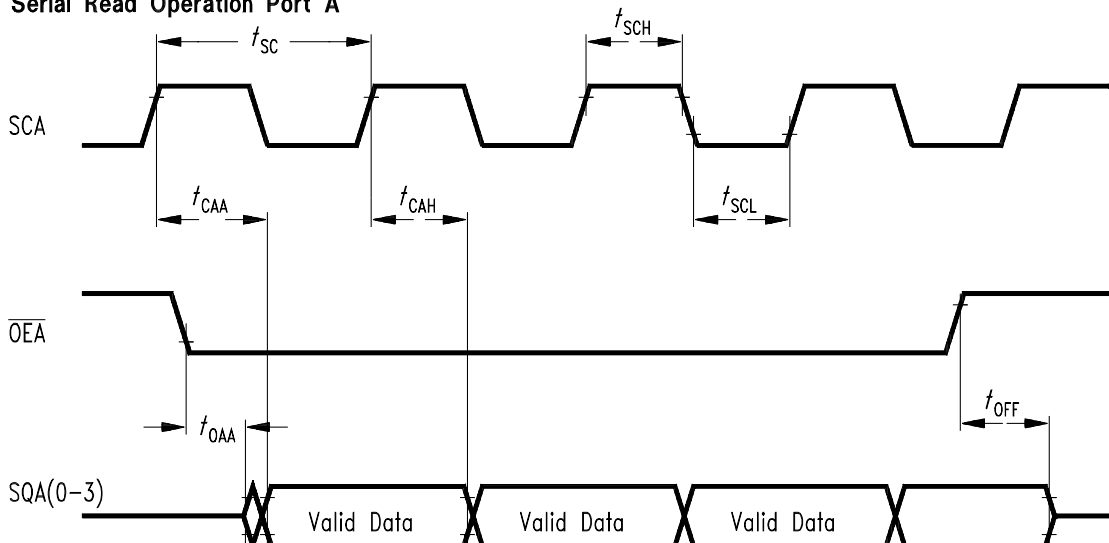 Serial Read Operation Port A
tSC
tSCH
SCA
tCAA
tCAH
tSCL
OEA
tOAA
tOFF
SQA(0-3)
Valid Data
Valid Data
Valid Data